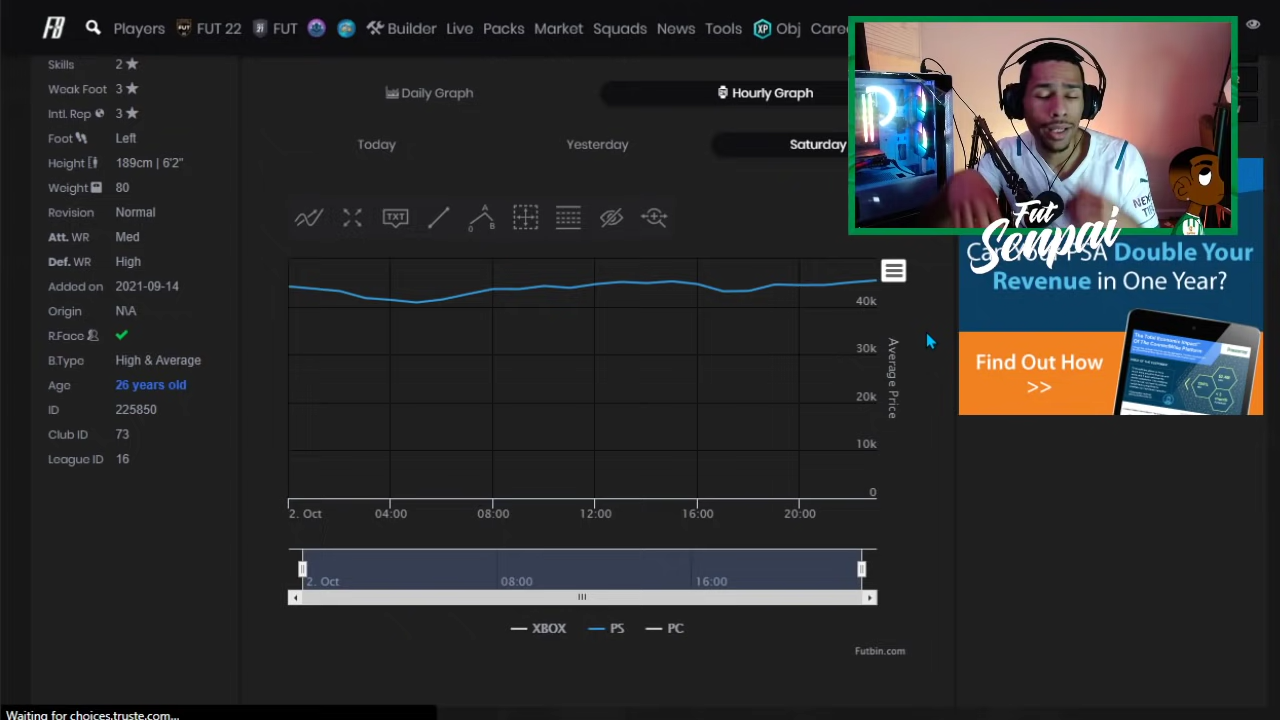 FB Players FUT 22 FUT Builder Live Packs Market Squads News Tools XP Obj
Skills 2
Weak Foot 3
Intl. Rep 3
Foot Left
Height 189cm | 6'2"
Weight 80
Revision Normal
Att. WR Med
Def. WR High
Added on 2021-09-14
Origin N\A
R.Face
B.Type High & Average
Age 26 years old
ID 225850
Club ID 73
League ID 16
Daily Graph Hourly Graph
Today Yesterday Saturday
TXT A 0 B
40k
30k
20k
10k
0
Average Price
2. Oct 04:00 08:00 12:00 16:00 20:00
2. Oct 08:00 16:00
XBOX PS PC
Futbin.com
Fut
Senpai
PSA Double Your
Revenue in One Year?
Find Out How
>>
Waiting for choices.truste.com...